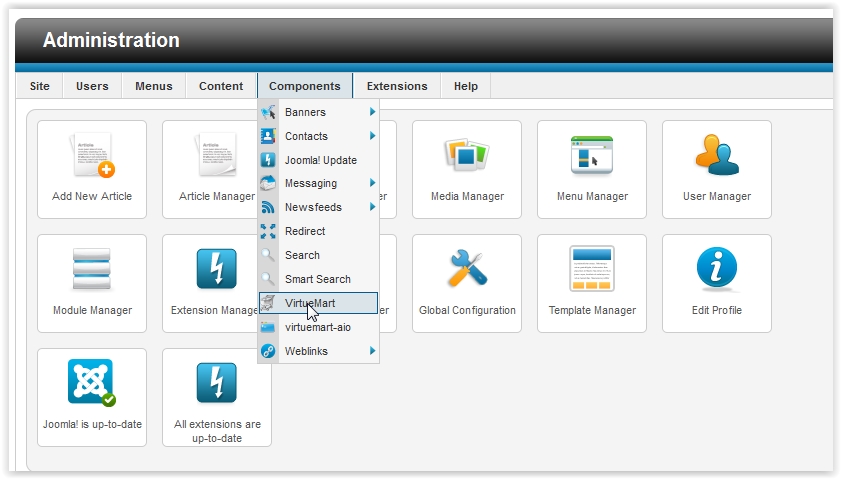 Administration
Site Users Menus Content Components Extensions Help
Banners
Contacts
Joomla! Update
Messaging
Newsfeeds
Redirect
Search
Smart Search
VirtueMart
virtuemart-aio
Weblinks
Article
Article
Add New Article Article Manager er Media Manager Menu Manager User Manager
Module Manager Extension Manage er Global Configuration Template Manager Edit Profile
Joomla! is up-to-date All extensions are
up-to-date